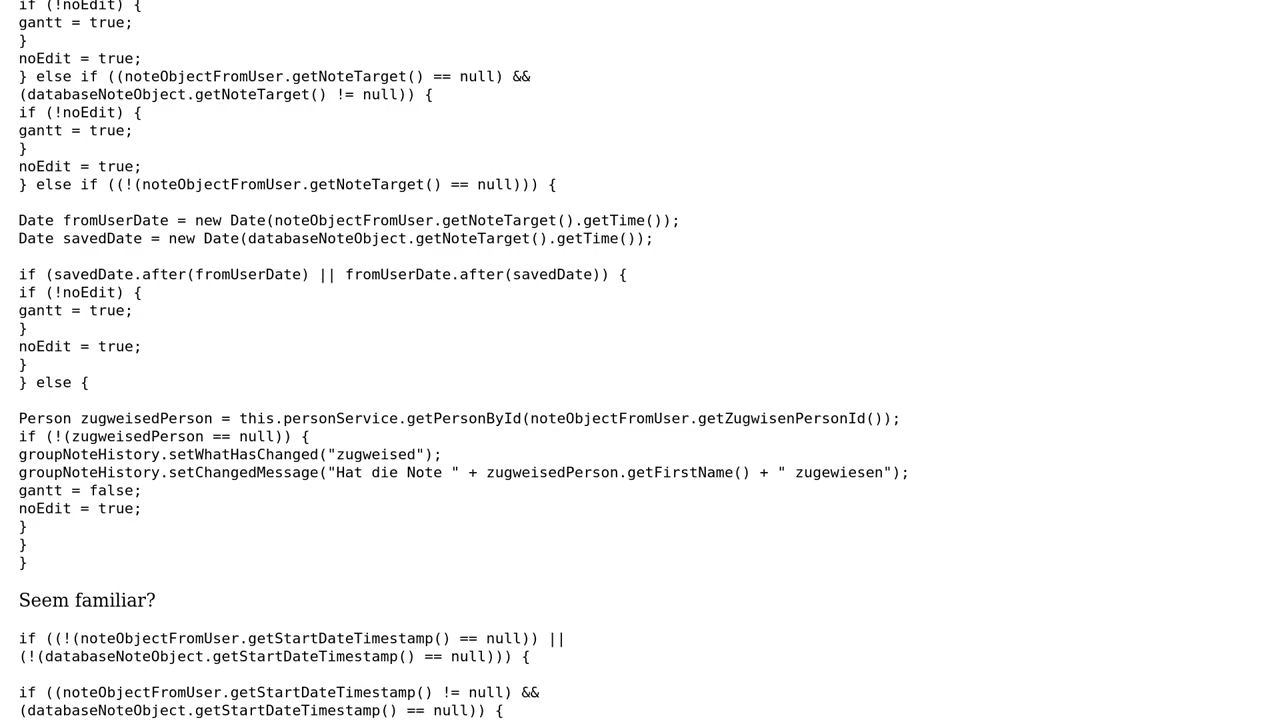 if (!noEdit) {
gantt = true;
}
noEdit = true;
} else if ((noteObjectFromUser.getNoteTarget() == null) &&
(databaseNoteObject.getNoteTarget() != null)) {
if (!noEdit) {
gantt = true;
}
noEdit = true;
} else if ((!(noteObjectFromUser.getNoteTarget() == null))) {
Date fromUserDate = new Date(noteObjectFromUser.getNoteTarget().getTime());
Date savedDate = new Date(databaseNoteObject.getNoteTarget().getTime());
if (savedDate.after(fromUserDate) || fromUserDate.after(savedDate)) {
if (!noEdit) {
gantt = true;
}
noEdit = true;
}
} else {
Person zugweisedPerson = this.personService.getPersonById(noteObjectFromUser.getZugwisenPersonId());
if (!(zugweisedPerson == null)) {
groupNoteHistory.setWhatHasChanged("zugweised");
groupNoteHistory.setChangedMessage("Hat die Note " + zugweisedPerson.getFirstName() + " zugewiesen");
gantt = false;
noEdit = true;
}
}
}
Seem familiar?
if ((!(noteObjectFromUser.getStartDateTimestamp() == null)) ||
(!(databaseNoteObject.getStartDateTimestamp() == null))) {
if ((noteObjectFromUser.getStartDateTimestamp() != null) &&
(databaseNoteObject.getStartDateTimestamp() == null)) {